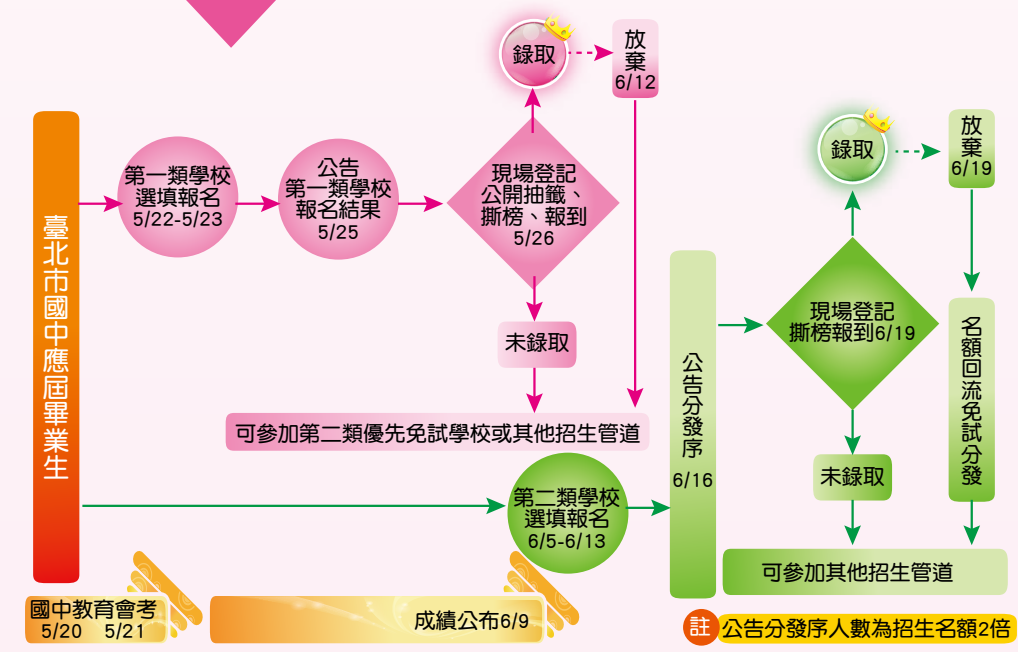 臺北市國中應屆畢業生
第一類學校
選填報名
5/22-5/23
公告
第一類學校
報名結果
5/25
現場登記
公開抽籤、
撕榜、報到
5/26
錄取
放棄
6/12
未錄取
可參加第二類優先免試學校或其他招生管道
第二類學校
選填報名
6/5-6/13
公告分發序
6/16
現場登記
撕榜報到6/19
錄取
放棄
6/19
名額回流免試分發
未錄取
可參加其他招生管道
國中教育會考
5/20 5/21
成績公布6/9
註 公告分發序人數為招生名額2倍